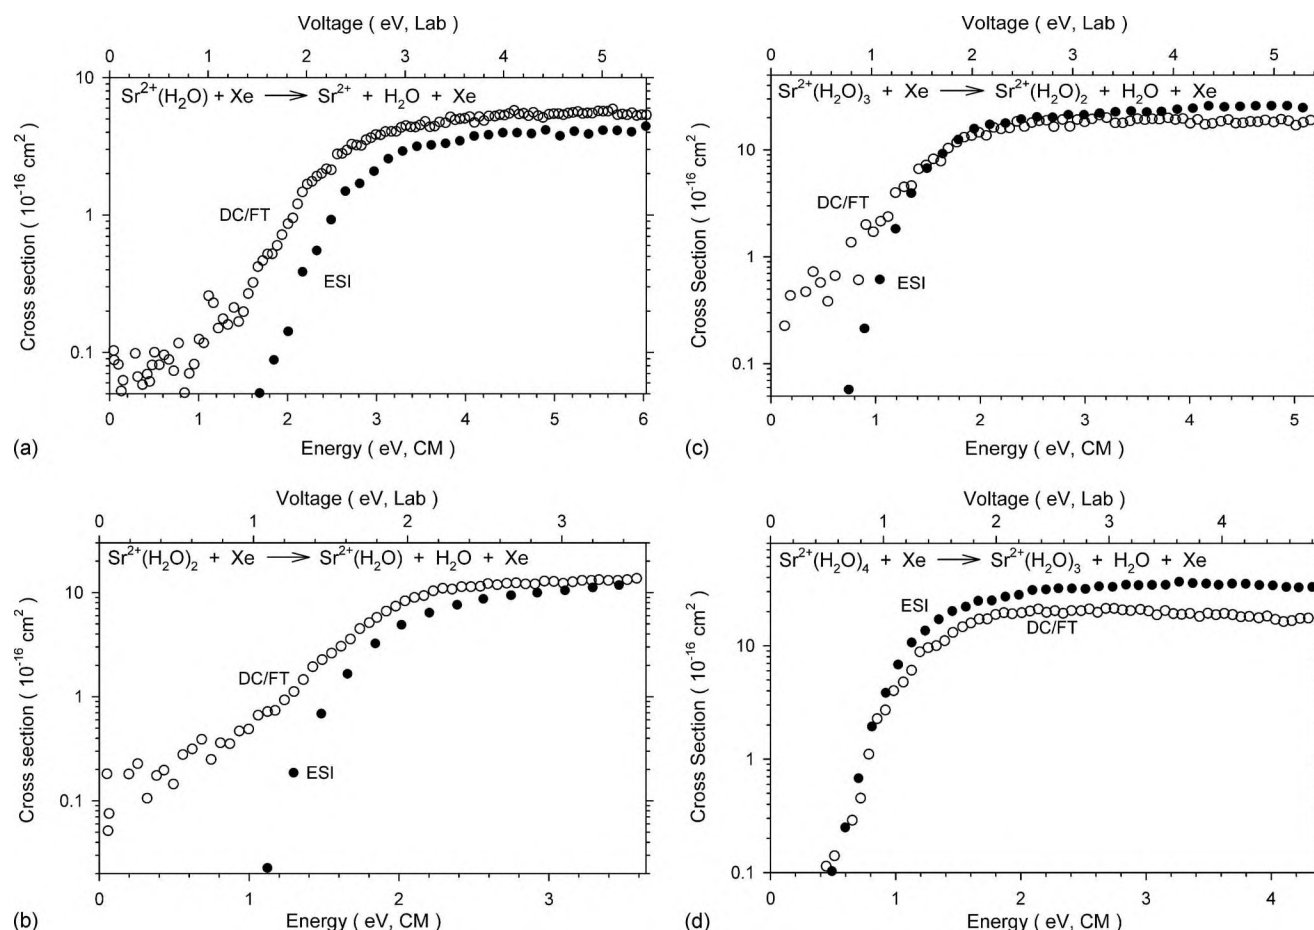 Voltage ( eV, Lab )
0 1 2 3 4 5
10
1
0.1
Cross section ( 10⁻¹⁶ cm² )
Sr²⁺(H₂O) + Xe ⟶ Sr²⁺ + H₂O + Xe
DC/FT
ESI
0 1 2 3 4 5 6
(a)
Energy ( eV, CM )
Voltage ( eV, Lab )
0 1 2 3 4 5
10
1
0.1
Cross Section ( 10⁻¹⁶ cm² )
Sr²⁺(H₂O)₃ + Xe ⟶ Sr²⁺(H₂O)₂ + H₂O + Xe
DC/FT
ESI
0 1 2 3 4 5
(c)
Energy ( eV, CM )
Voltage ( eV, Lab )
0 1 2 3
10
1
0.1
Cross section ( 10⁻¹⁶ cm² )
Sr²⁺(H₂O)₂ + Xe ⟶ Sr²⁺(H₂O) + H₂O + Xe
DC/FT
ESI
0 1 2 3
(b)
Energy ( eV, CM )
Voltage ( eV, Lab )
0 1 2 3 4
10
1
0.1
Cross Section ( 10⁻¹⁶ cm² )
Sr²⁺(H₂O)₄ + Xe ⟶ Sr²⁺(H₂O)₃ + H₂O + Xe
ESI
DC/FT
0 1 2 3 4
(d)
Energy ( eV, CM )